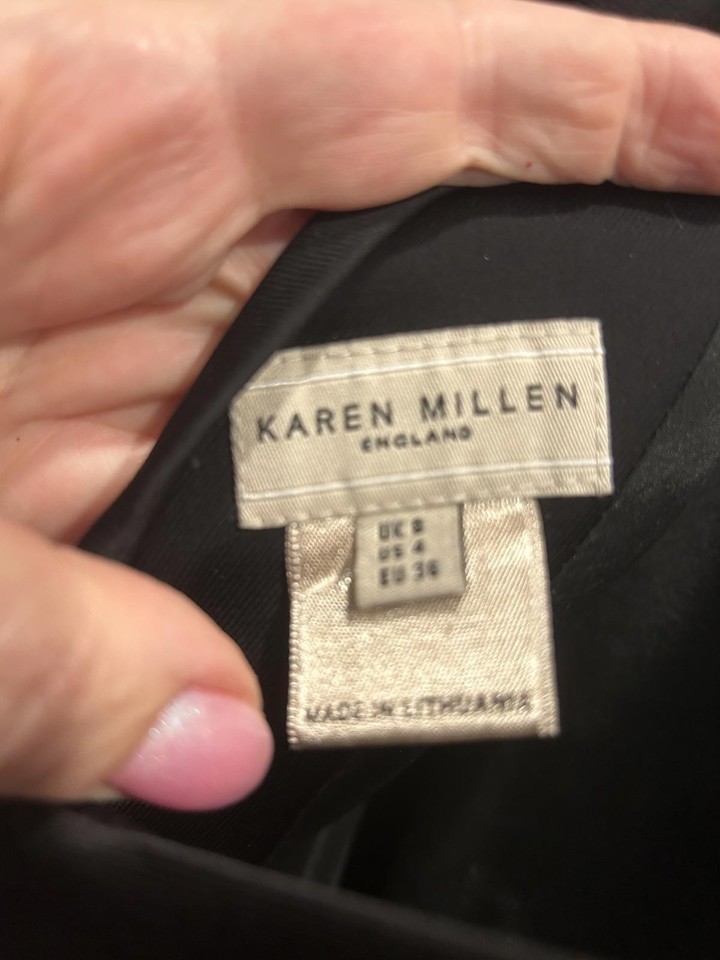 KAREN MILLEN
ENGLAND
UK 8
US 4
EU 36
MADE IN LITHUANIA